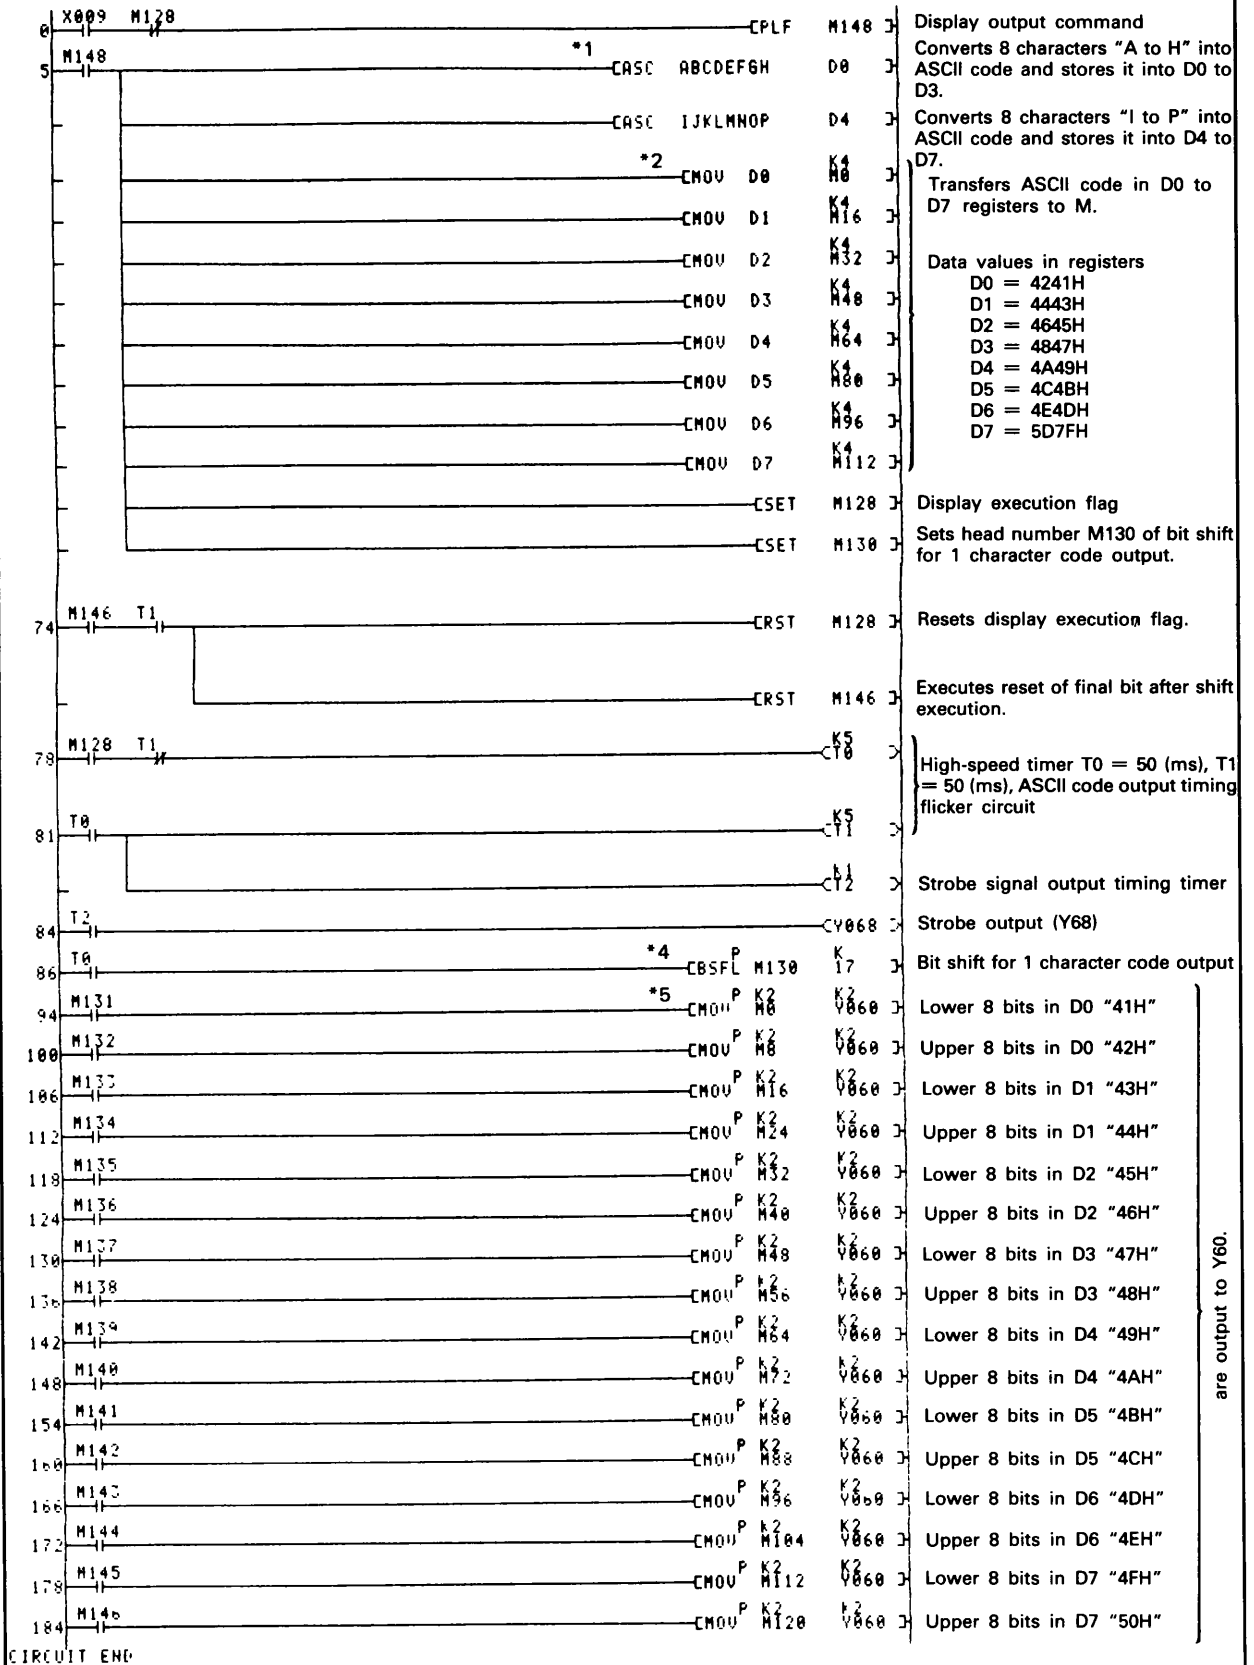 X009 M128
0 [PLF M148 ] Display output command
M148
5 *1 [ASC ABCDEFGH D0 ] Converts 8 characters “A to H” into
ASCII code and stores it into D0 to
D3.
[ASC IJKLMNOP D4 ] Converts 8 characters “I to P” into
ASCII code and stores it into D4 to
D7.
*2 K4
[MOV D0 M0 ] Transfers ASCII code in D0 to
D7 registers to M.
K4
[MOV D1 M16 ]
K4
[MOV D2 M32 ] Data values in registers
D0 = 4241H
K4
[MOV D3 M48 ] D1 = 4443H
D2 = 4645H
K4
[MOV D4 M64 ] D3 = 4847H
D4 = 4A49H
K4
[MOV D5 M80 ] D5 = 4C4BH
D6 = 4E4DH
K4
[MOV D6 M96 ] D7 = 5D7FH
K4
[MOV D7 M112 ]
[SET M128 ] Display execution flag
[SET M130 ] Sets head number M130 of bit shift
for 1 character code output.
M146 T1
74 [RST M128 ] Resets display execution flag.
[RST M146 ] Executes reset of final bit after shift
execution.
M128 T1 K5
78 (T0 ) High-speed timer T0 = 50 (ms), T1
= 50 (ms), ASCII code output timing
flicker circuit
T0 K5
81 (T1 )
K1
(T2 ) Strobe signal output timing timer
T2
84 (Y068 ) Strobe output (Y68)
T0 *4 P K
86 [BSFL M130 17 ] Bit shift for 1 character code output
M131 *5 P K2 K2
94 [MOV M0 Y060 ] Lower 8 bits in D0 “41H”
M132 P K2 K2
100 [MOV M8 Y060 ] Upper 8 bits in D0 “42H”
M133 P K2 K2
106 [MOV M16 Y060 ] Lower 8 bits in D1 “43H”
M134 P K2 K2
112 [MOV M24 Y060 ] Upper 8 bits in D1 “44H”
M135 P K2 K2
118 [MOV M32 Y060 ] Lower 8 bits in D2 “45H”
M136 P K2 K2
124 [MOV M40 Y060 ] Upper 8 bits in D2 “46H”
M137 P K2 K2
130 [MOV M48 Y060 ] Lower 8 bits in D3 “47H”
M138 P K2 K2
136 [MOV M56 Y060 ] Upper 8 bits in D3 “48H”
M139 P K2 K2
142 [MOV M64 Y060 ] Lower 8 bits in D4 “49H”
M140 P K2 K2
148 [MOV M72 Y060 ] Upper 8 bits in D4 “4AH”
M141 P K2 K2
154 [MOV M80 Y060 ] Lower 8 bits in D5 “4BH”
M142 P K2 K2
160 [MOV M88 Y060 ] Upper 8 bits in D5 “4CH”
M143 P K2 K2
166 [MOV M96 Y060 ] Lower 8 bits in D6 “4DH”
M144 P K2 K2
172 [MOV M104 Y060 ] Upper 8 bits in D6 “4EH”
M145 P K2 K2
178 [MOV M112 Y060 ] Lower 8 bits in D7 “4FH”
M146 P K2 K2
184 [MOV M120 Y060 ] Upper 8 bits in D7 “50H”
are output to Y60.
CIRCUIT END